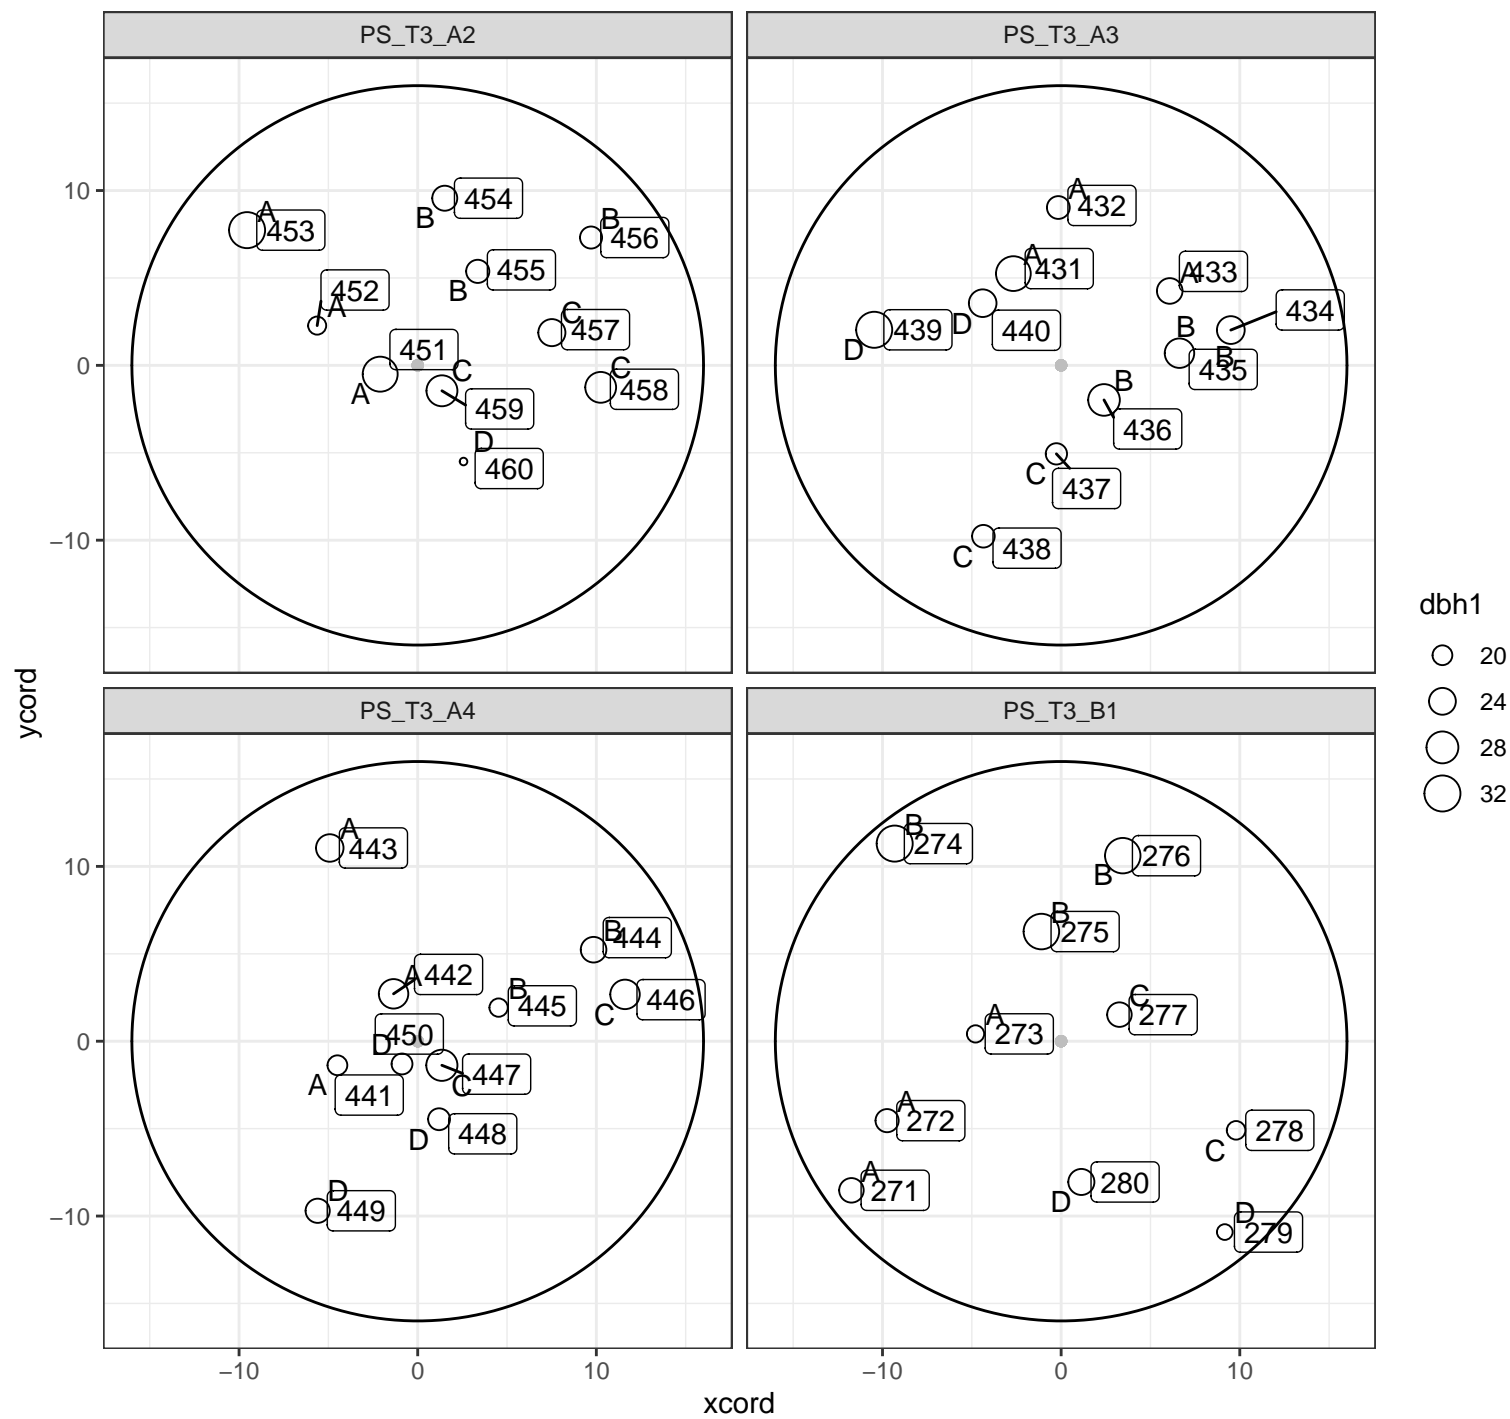 PS_T3_A2
PS_T3_A3
10
0
−10
A
453
B
454
B
456
B
455
452
A
C
457
451
A
C
C
458
459
D
460
A
432
A
431
A
433
434
D
440
439
D
B
B
435
B
436
C
437
C
438
ycord
PS_T3_A4
PS_T3_B1
10
0
−10
A
443
B
444
A
442
B
445
446
C
450
D
A
441
447
C
448
D
D
449
B
274
276
B
B
275
C
277
A
273
A
272
278
C
A
271
280
D
D
279
−10
0
10
−10
0
10
xcord
dbh1
20
24
28
32